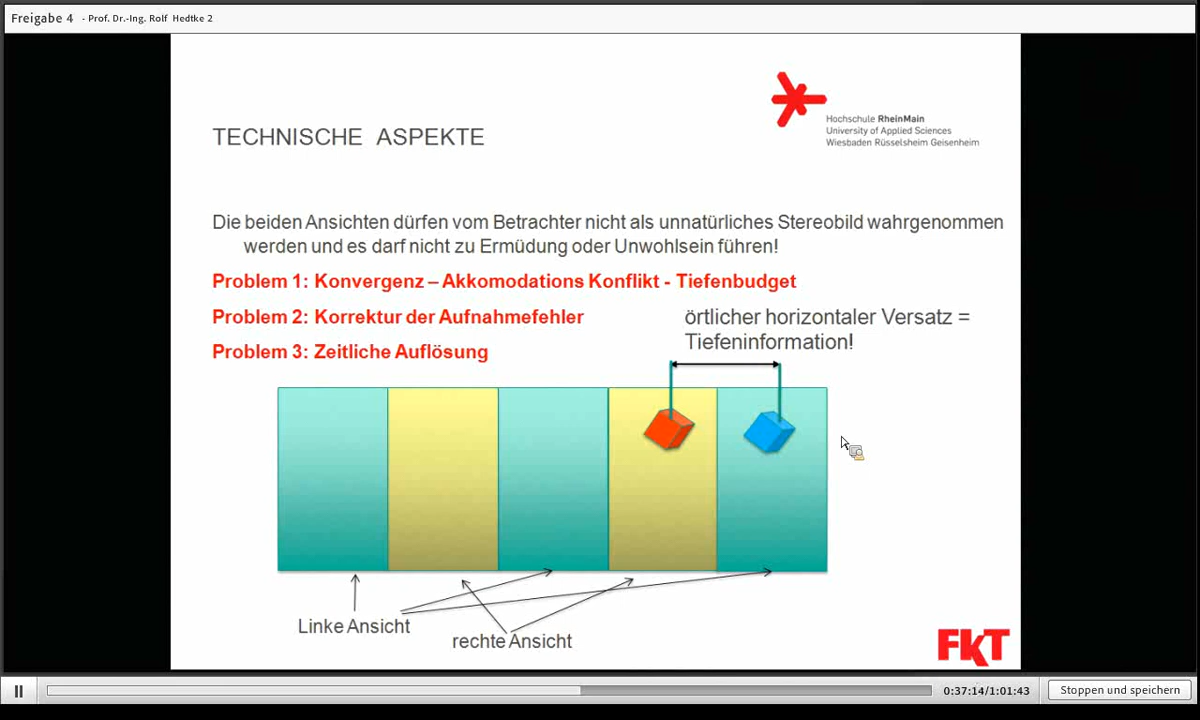 Freigabe 4 - Prof. Dr.-Ing. Rolf Hedtke 2
Hochschule RheinMain
University of Applied Sciences
Wiesbaden Rüsselsheim Geisenheim
TECHNISCHE ASPEKTE
Die beiden Ansichten dürfen vom Betrachter nicht als unnatürliches Stereobild wahrgenommen
werden und es darf nicht zu Ermüdung oder Unwohlsein führen!
Problem 1: Konvergenz – Akkomodations Konflikt - Tiefenbudget
Problem 2: Korrektur der Aufnahmefehler
Problem 3: Zeitliche Auflösung
örtlicher horizontaler Versatz =
Tiefeninformation!
Linke Ansicht
rechte Ansicht
FKT
0:37:14/1:01:43
Stoppen und speichern